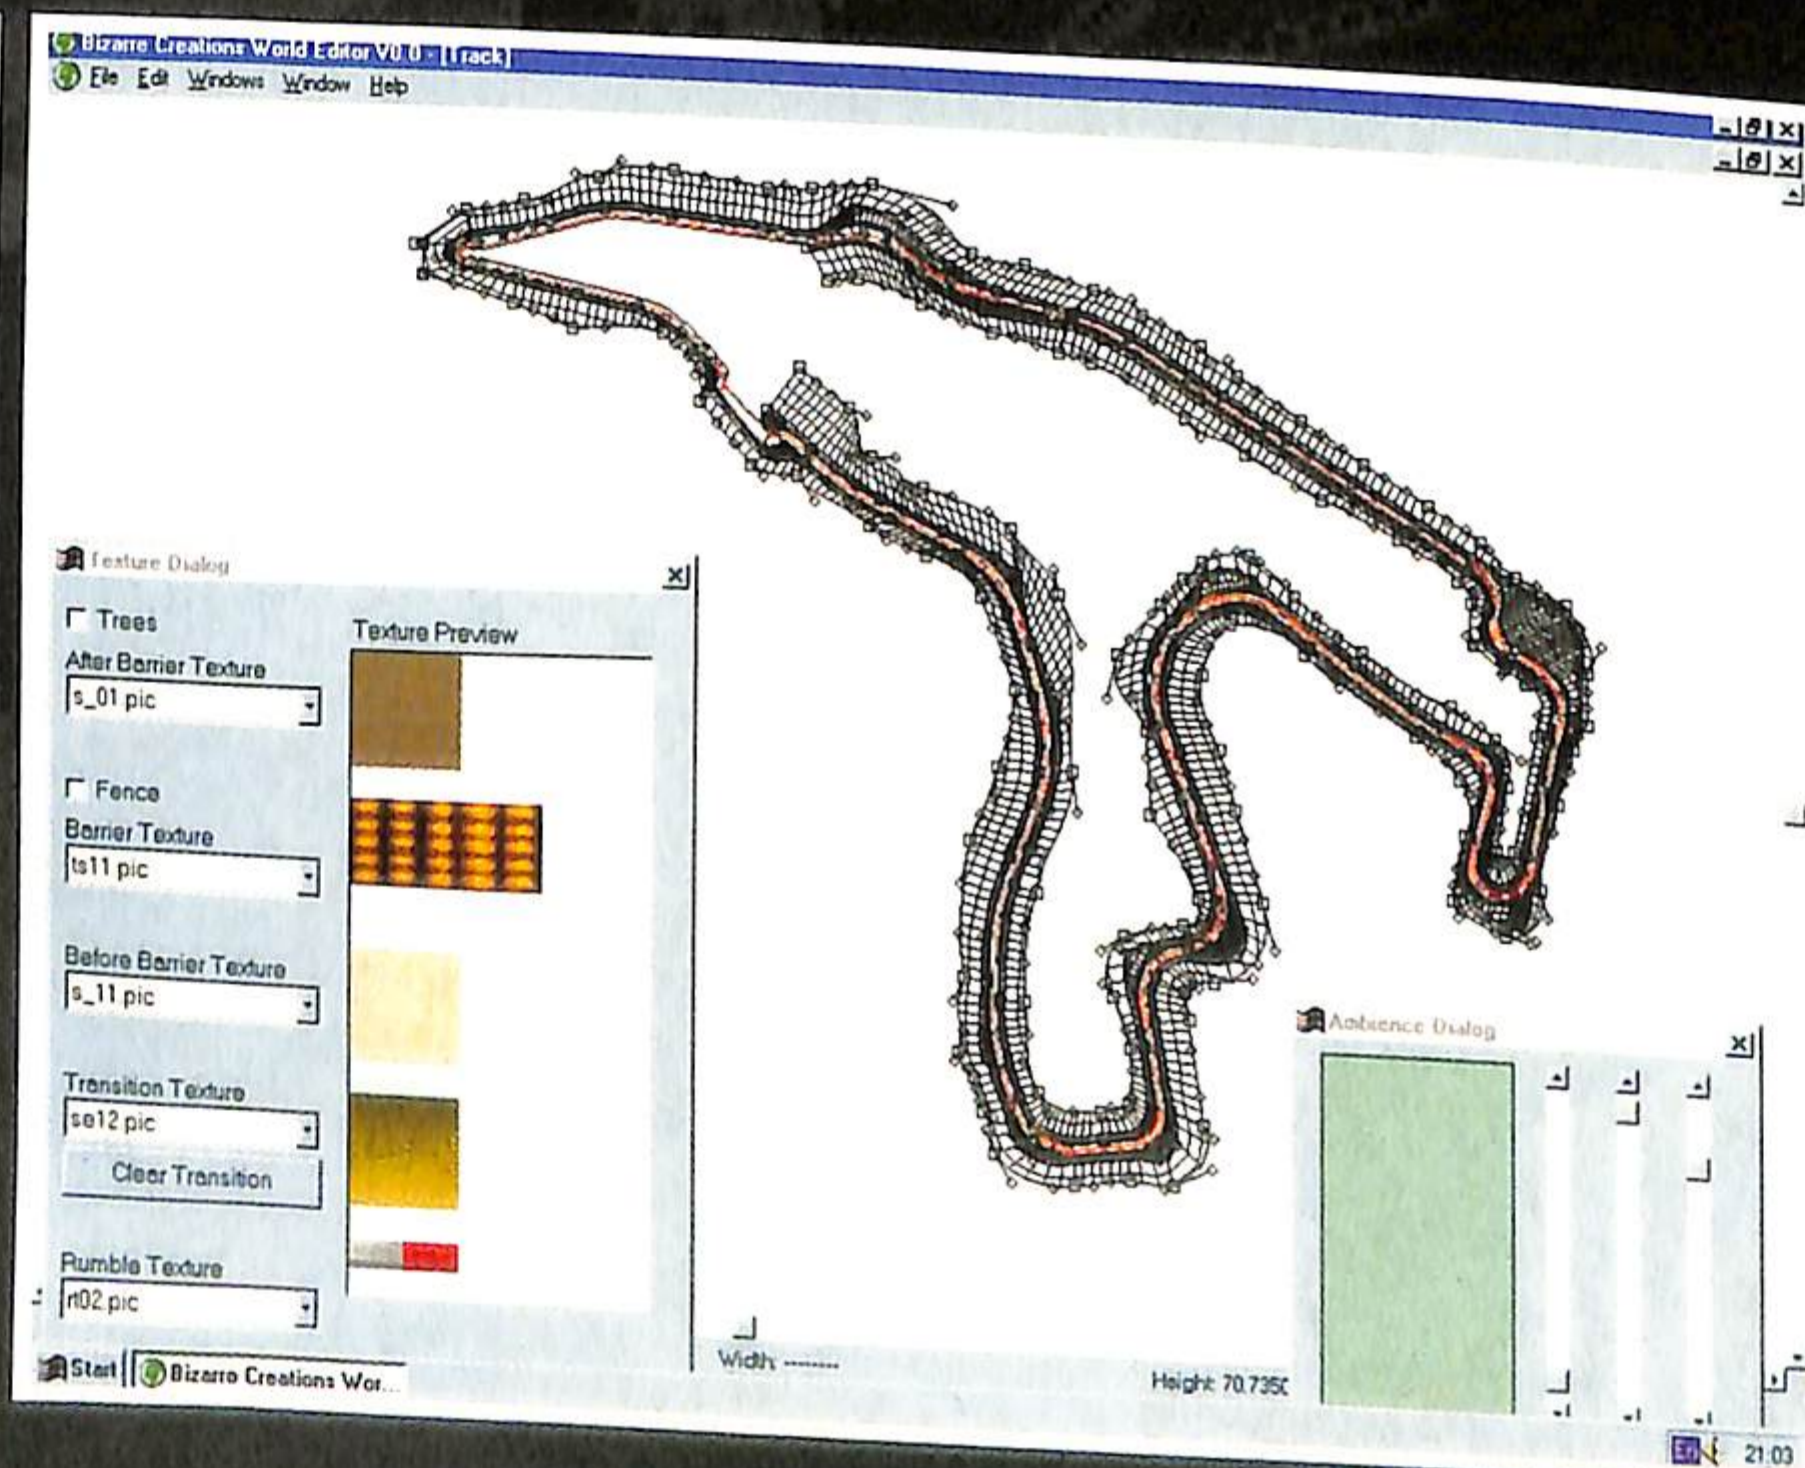 Bizarre Creations World Editor V0.0 - [Track]
File Edit Windows Window Help
Texture Dialog
Trees
Texture Preview
After Barrier Texture
s_01.pic
Fence
Barrier Texture
ts11.pic
Before Barrier Texture
s_11.pic
Transition Texture
se12.pic
Clear Transition
Rumble Texture
rt02.pic
Ambience Dialog
Width: --------
Height: 70.735
Start
Bizarre Creations Wor...
21:03